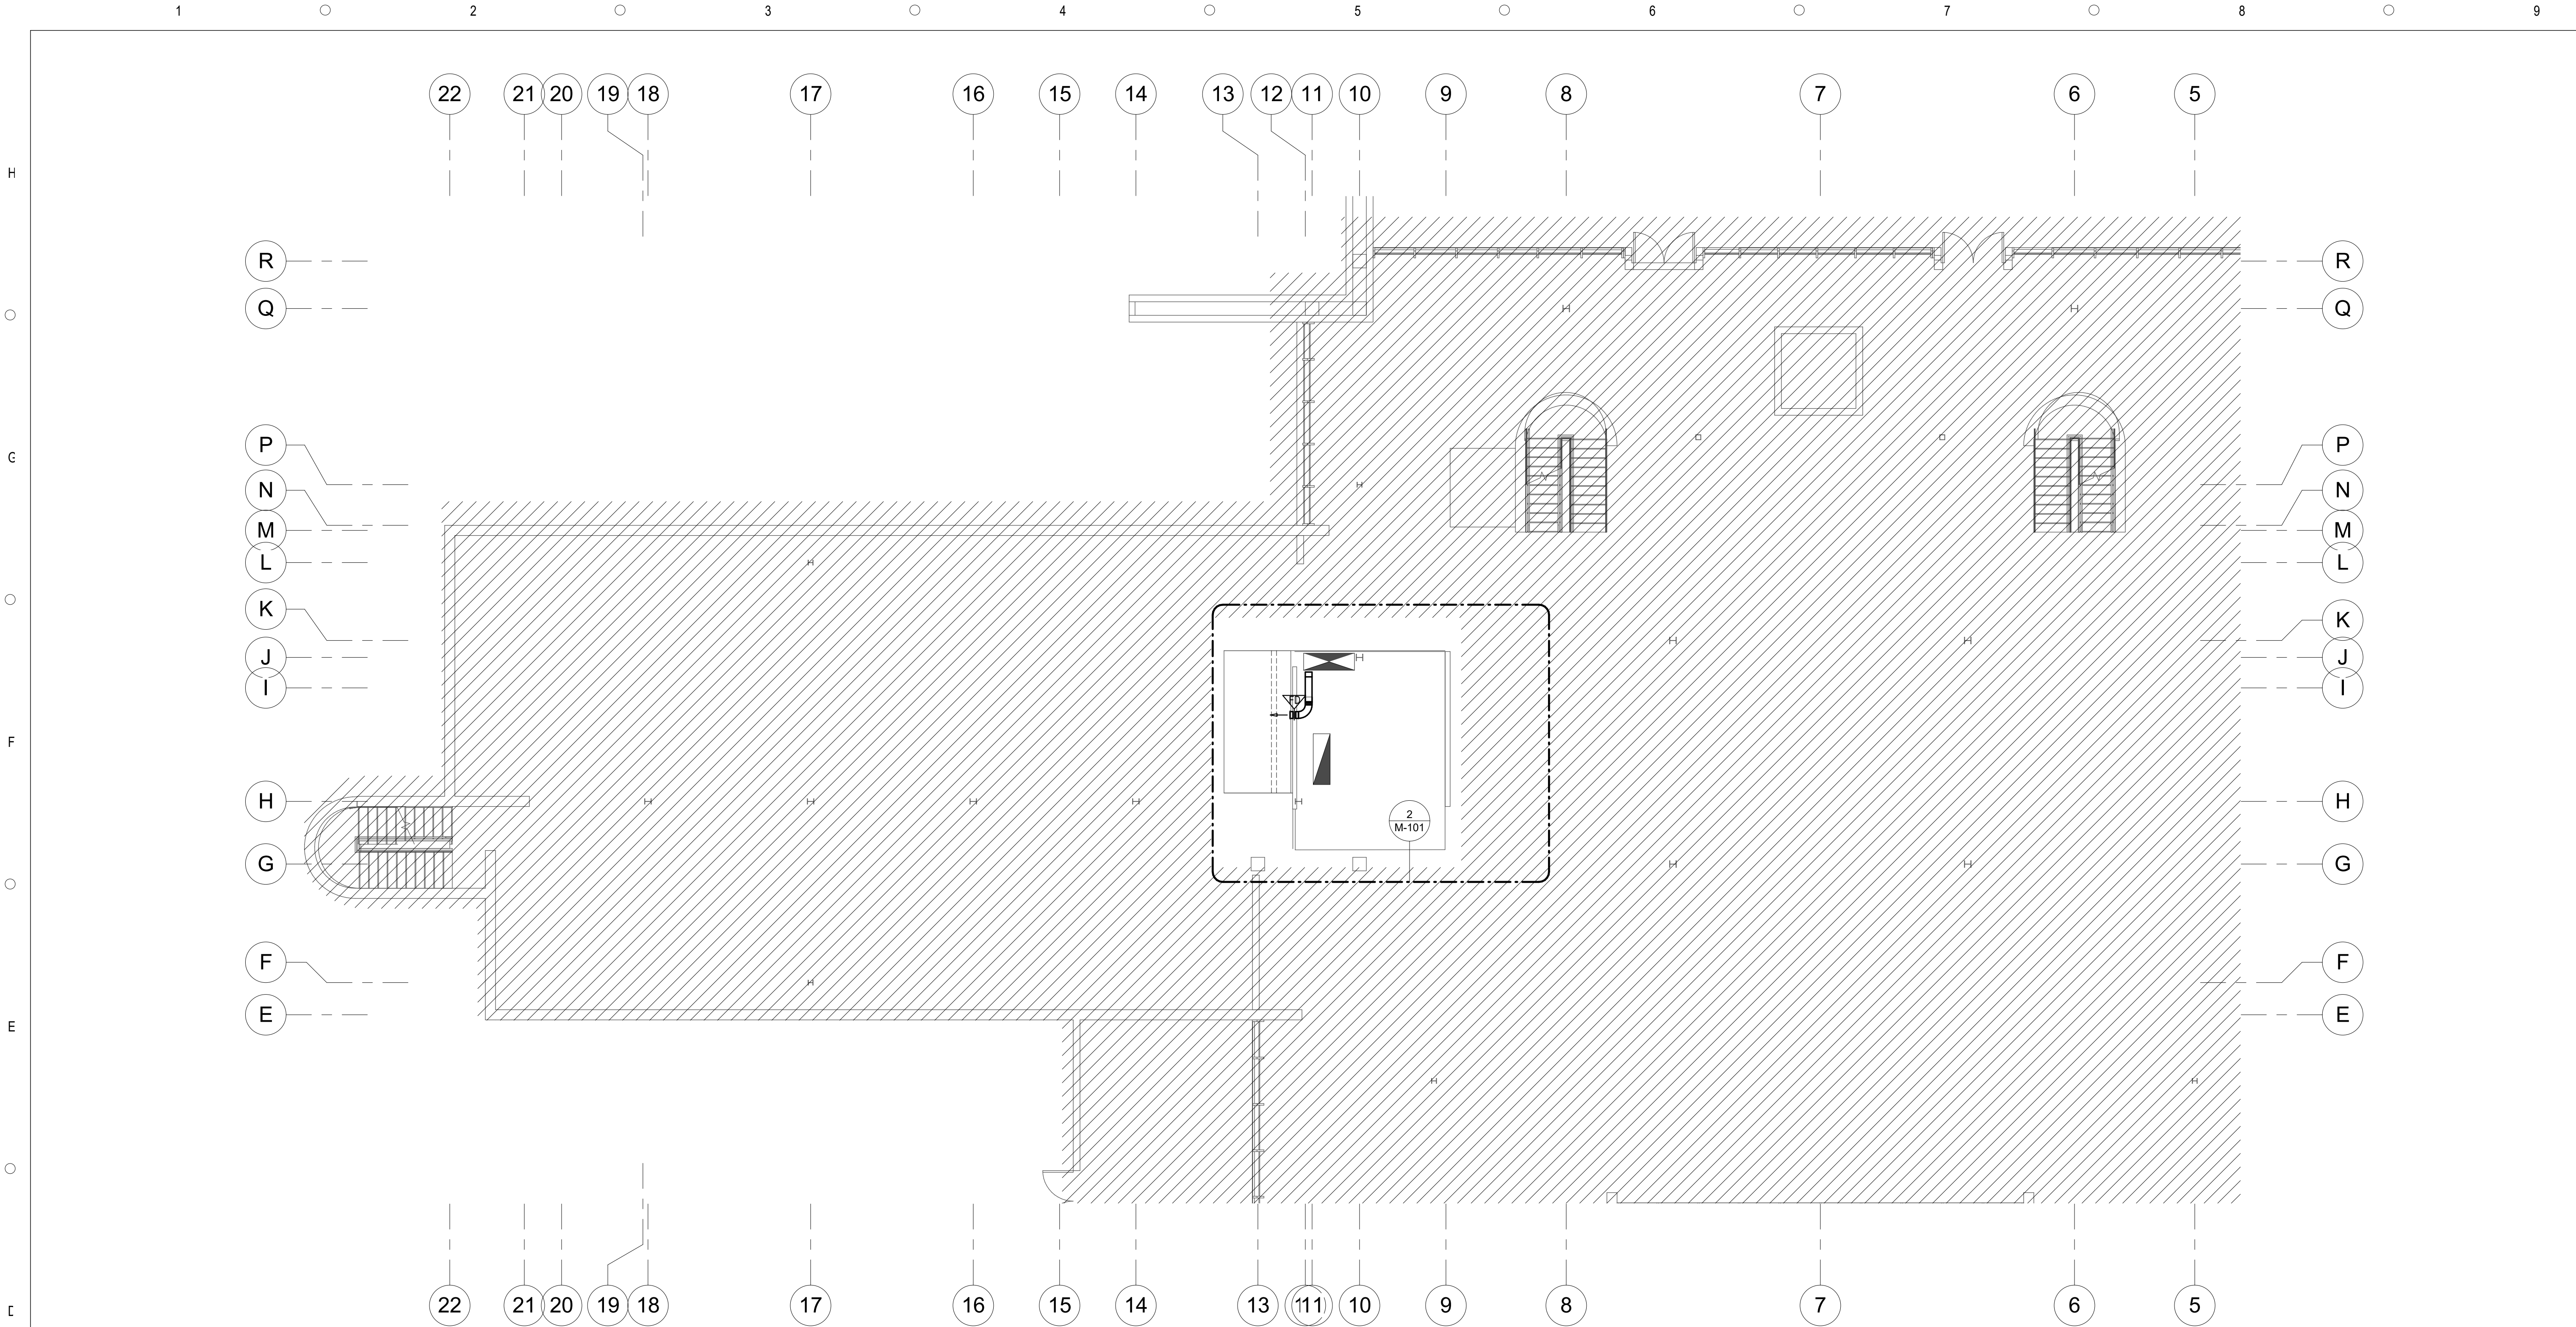 1 2 3 4 5 6 7 8 9
22 21 20 19 18 17 16 15 14 13 12 11 10 9 8 7 6 5
H
R R
Q Q
P P
G
N N
M M
L L
K K
J J
I I
FD
F
H H
2
M-101
G G
F F
E E
E
22 21 20 19 18 17 16 15 14 13 11 10 9 8 7 6 5